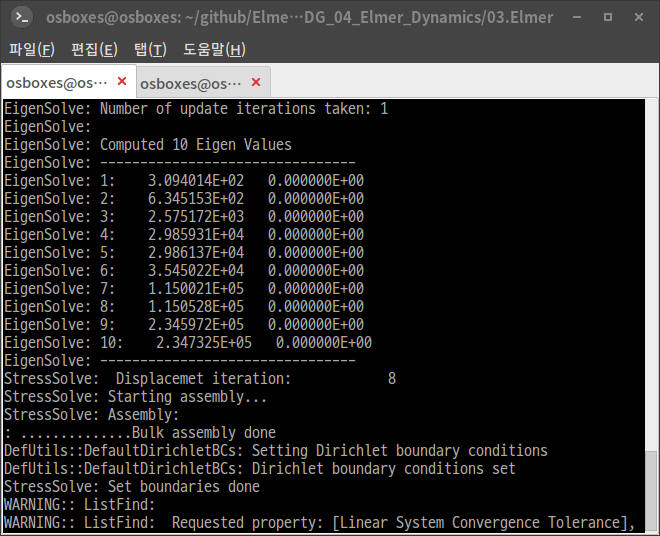 osboxes@osboxes: ~/github/Elme···DG_04_Elmer_Dynamics/03.Elmer
파일(F) 편집(E) 탭(T) 도움말(H)
osboxes@os··· osboxes@os···
EigenSolve: Number of update iterations taken: 1
EigenSolve:
EigenSolve: Computed 10 Eigen Values
EigenSolve: --------------------------------
EigenSolve: 1: 3.094014E+02 0.000000E+00
EigenSolve: 2: 6.345153E+02 0.000000E+00
EigenSolve: 3: 2.575172E+03 0.000000E+00
EigenSolve: 4: 2.985931E+04 0.000000E+00
EigenSolve: 5: 2.986137E+04 0.000000E+00
EigenSolve: 6: 3.545022E+04 0.000000E+00
EigenSolve: 7: 1.150021E+05 0.000000E+00
EigenSolve: 8: 1.150528E+05 0.000000E+00
EigenSolve: 9: 2.345972E+05 0.000000E+00
EigenSolve: 10: 2.347325E+05 0.000000E+00
EigenSolve: --------------------------------
StressSolve: Displacemet iteration: 8
StressSolve: Starting assembly...
StressSolve: Assembly:
: ..............Bulk assembly done
DefUtils::DefaultDirichletBCs: Setting Dirichlet boundary conditions
DefUtils::DefaultDirichletBCs: Dirichlet boundary conditions set
StressSolve: Set boundaries done
WARNING:: ListFind:
WARNING:: ListFind: Requested property: [Linear System Convergence Tolerance],